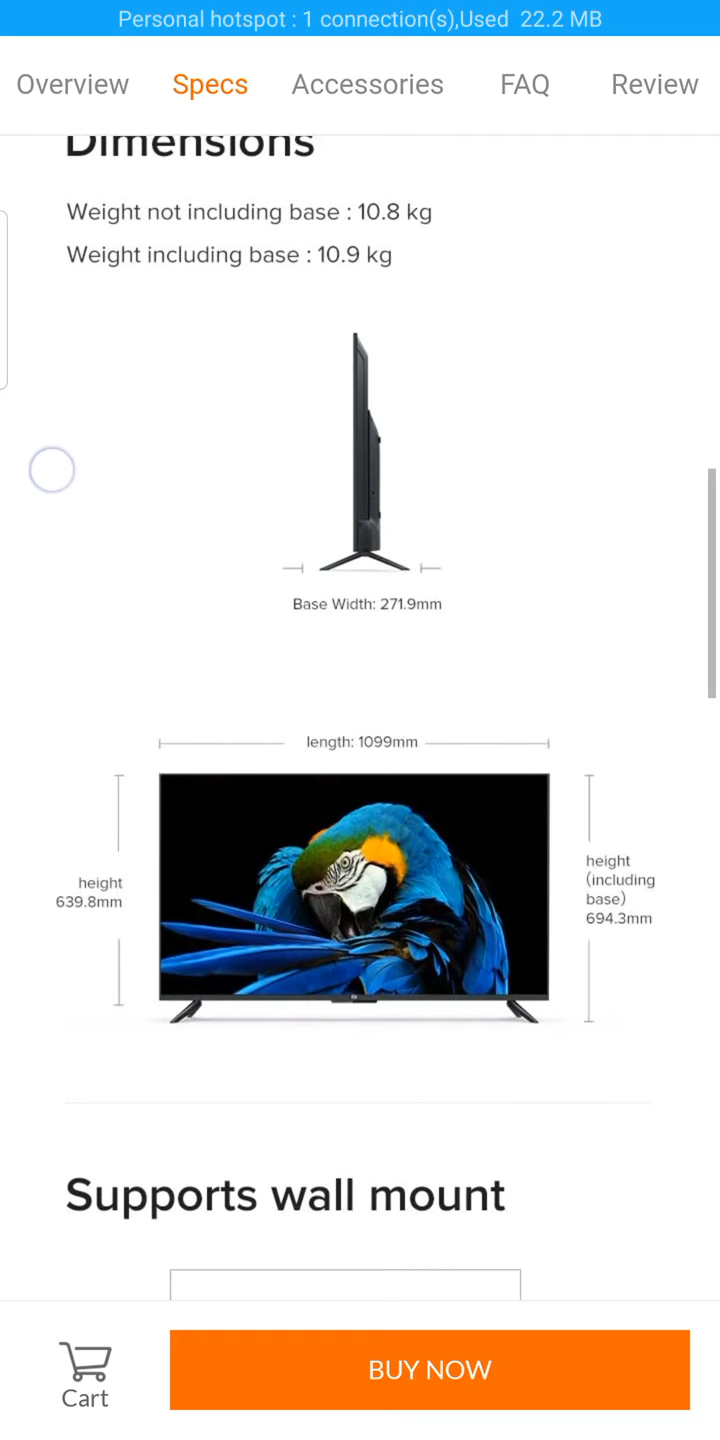 Personal hotspot : 1 connection(s),Used 22.2 MB
Overview Specs Accessories FAQ Review
Dimensions
Weight not including base : 10.8 kg
Weight including base : 10.9 kg
Base Width: 271.9mm
length: 1099mm
height
639.8mm
height
(including
base)
694.3mm
Supports wall mount
Cart
BUY NOW